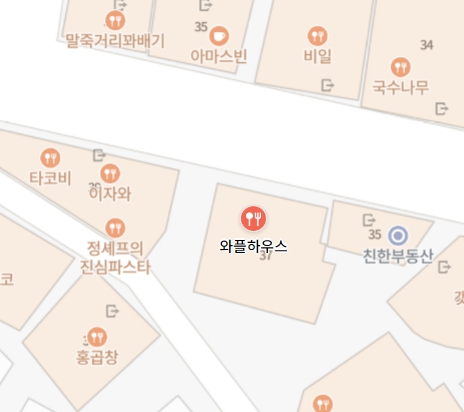 35
34
말죽거리꽈배기
아마스빈
비일
국수나무
타코비
이자와
35
와플하우스
37
친한부동산
정셰프의
진심파스타
코
홍곱창